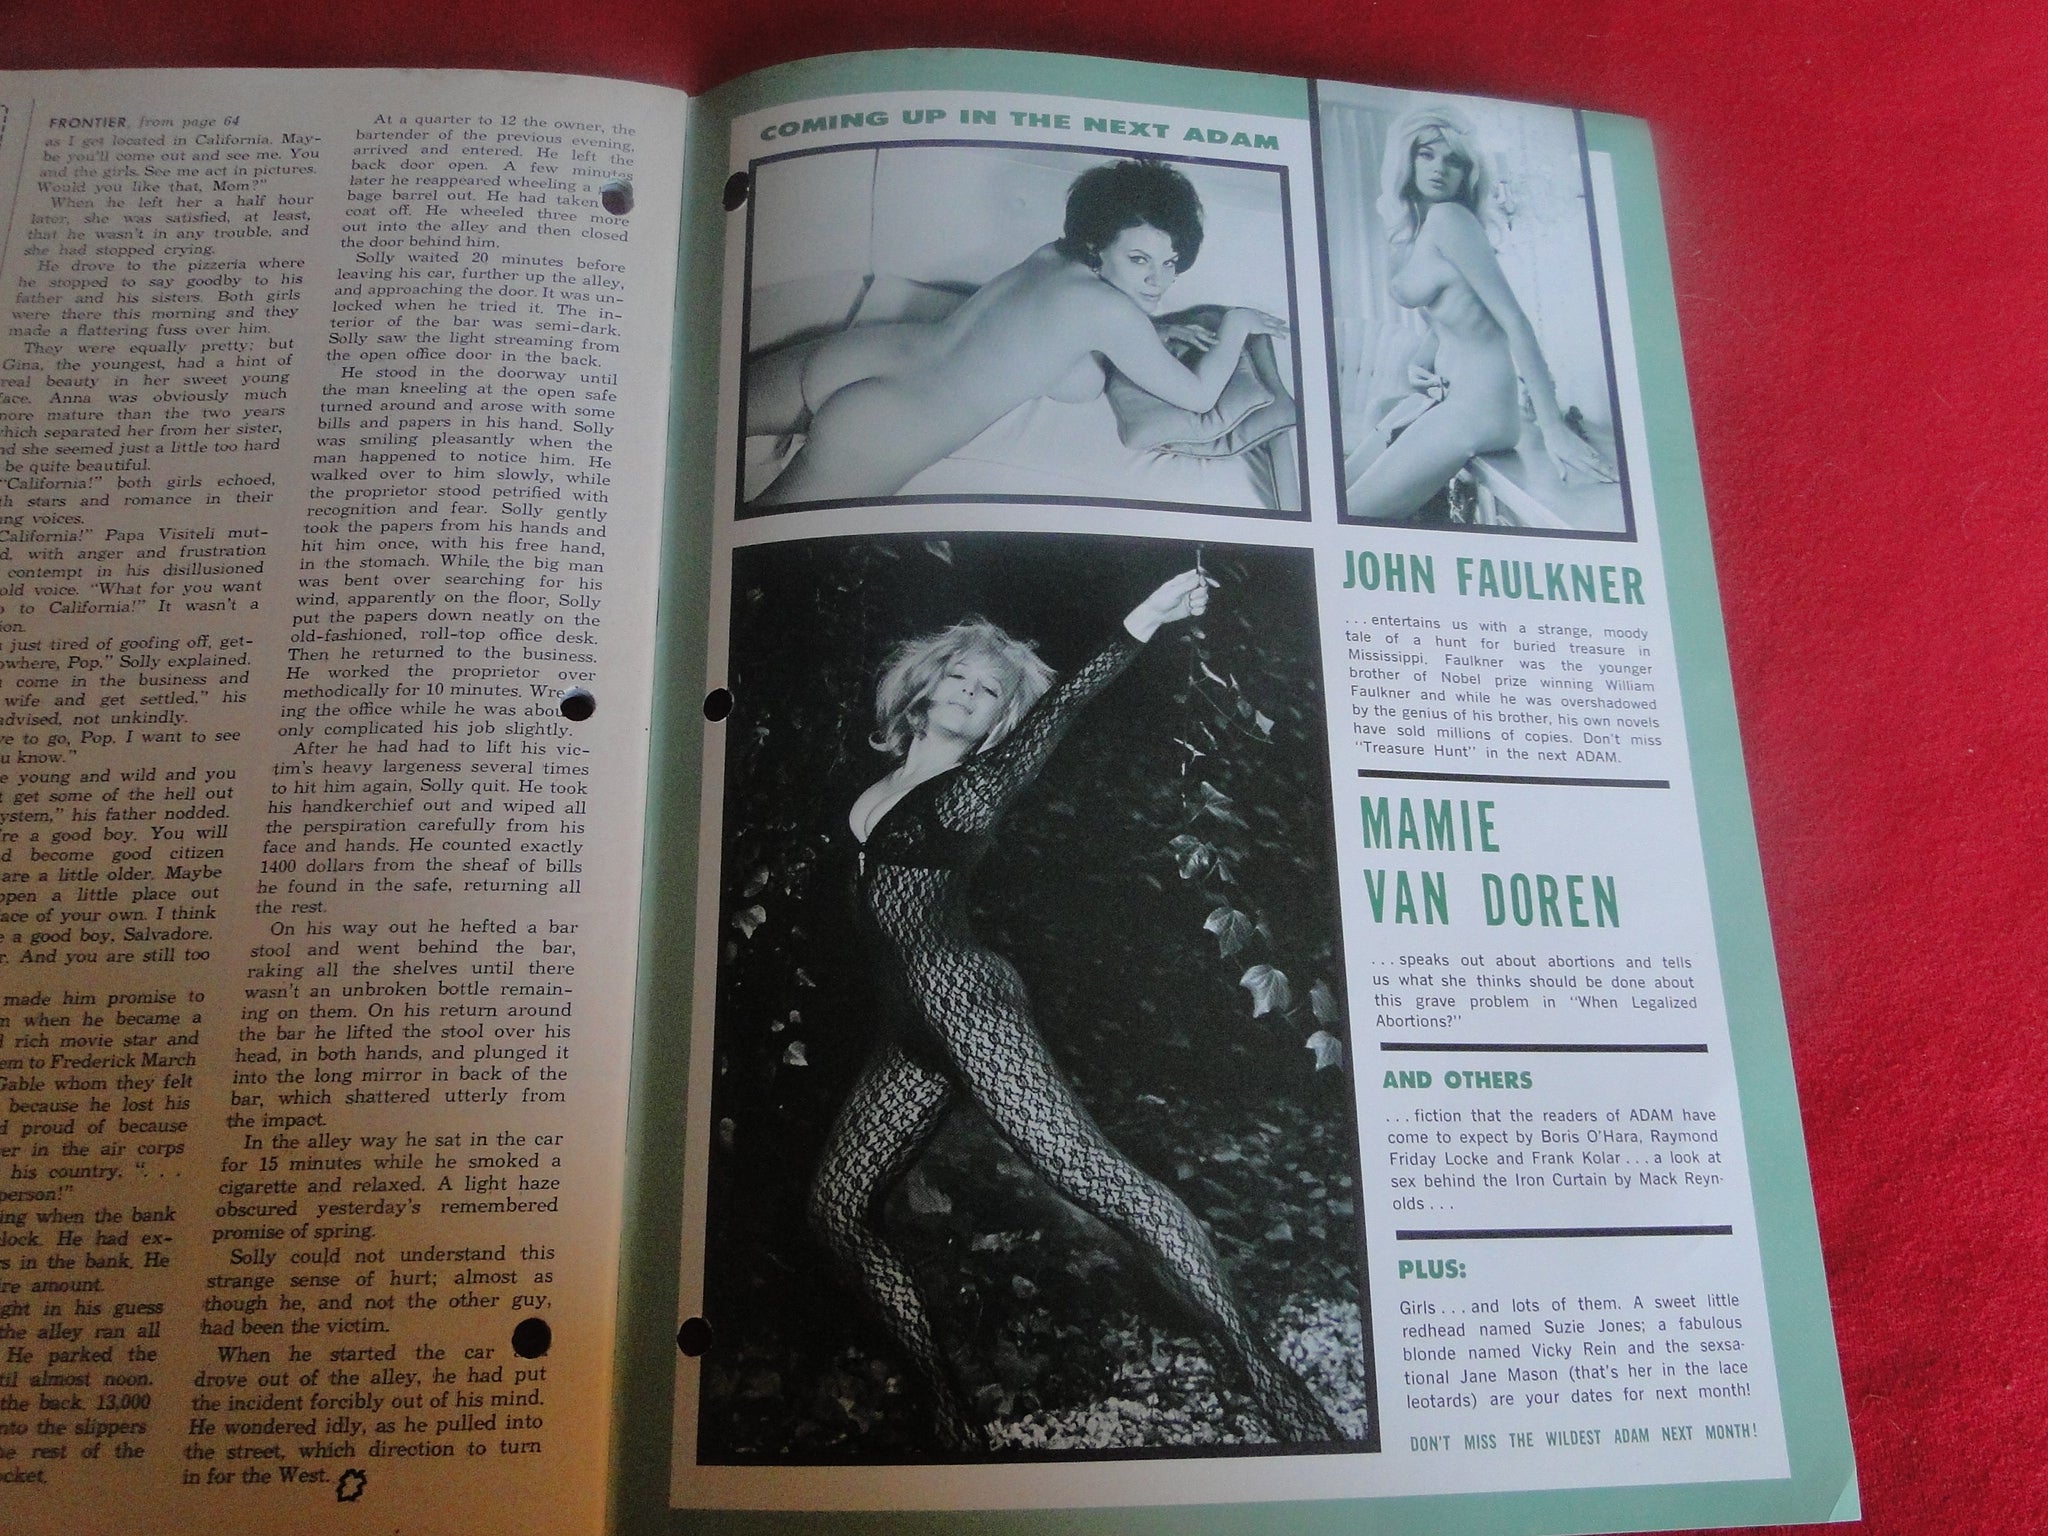 FRONTIER, from page 64
as I get located in California. May-
be you'll come out and see me. You
and the girls. See me act in pictures.
Would you like that, Mom?"
When he left her a half hour
later, she was satisfied, at least,
that he wasn't in any trouble, and
she had stopped crying.
He drove to the pizzeria where
he stopped to say goodby to his
father and his sisters. Both girls
were there this morning and they
made a flattering fuss over him.
They were equally pretty; but
Gina, the youngest, had a hint of
real beauty in her sweet young
face. Anna was obviously much
more mature than the two years
which separated her from her sister,
nd she seemed just a little too hard
be quite beautiful.
"California!" both girls echoed,
th stars and romance in their
ng voices.
California!" Papa Visiteli mut-
d, with anger and frustration
contempt in his disillusioned
old voice. "What for you want
o to California!" It wasn't a
ion.
just tired of goofing off, get-
owhere, Pop," Solly explained.
come in the business and
wife and get settled," his
advised, not unkindly.
ve to go, Pop. I want to see
u know."
e young and wild and you
t get some of the hell out
ystem," his father nodded.
're a good boy. You will
d become good citizen
are a little older. Maybe
open a little place out
ace of your own. I think
e a good boy, Salvadore.
r. And you are still too
made him promise to
m when he became a
d rich movie star and
em to Frederick March
Gable whom they felt
because he lost his
d proud of because
er in the air corps
his country. ". . .
person!"
ing when the bank
lock. He had ex-
s in the bank. He
ire amount.
ght in his guess
the alley ran all
He parked the
til almost noon.
the back. 13,000
nto the slippers
he rest of the
ocket.
At a quarter to 12 the owner, the
bartender of the previous evening,
arrived and entered. He left the
back door open. A few minutes
later he reappeared wheeling a
bage barrel out. He had taken
coat off. He wheeled three more
out into the alley and then closed
the door behind him.
Solly waited 20 minutes before
leaving his car, further up the alley,
and approaching the door. It was un-
locked when he tried it. The in-
terior of the bar was semi-dark.
Solly saw the light streaming from
the open office door in the back.
He stood in the doorway until
the man kneeling at the open safe
turned around and arose with some
bills and papers in his hand. Solly
was smiling pleasantly when the
man happened to notice him. He
walked over to him slowly, while
the proprietor stood petrified with
recognition and fear. Solly gently
took the papers from his hands and
hit him once, with his free hand,
in the stomach. While the big man
was bent over searching for his
wind, apparently on the floor, Solly
put the papers down neatly on the
old-fashioned, roll-top office desk.
Then he returned to the business.
He worked the proprietor over
methodically for 10 minutes. Wre
ing the office while he was abou
only complicated his job slightly.
After he had had to lift his vic-
tim's heavy largeness several times
to hit him again, Solly quit. He took
his handkerchief out and wiped all
the perspiration carefully from his
face and hands. He counted exactly
1400 dollars from the sheaf of bills
he found in the safe, returning all
the rest.
On his way out he hefted a bar
stool and went behind the bar,
raking all the shelves until there
wasn't an unbroken bottle remain-
ing on them. On his return around
the bar he lifted the stool over his
head, in both hands, and plunged it
into the long mirror in back of the
bar, which shattered utterly from
the impact.
In the alley way he sat in the car
for 15 minutes while he smoked a
cigarette and relaxed. A light haze
obscured yesterday's remembered
promise of spring.
Solly could not understand this
strange sense of hurt; almost as
though he, and not the other guy,
had been the victim.
When he started the car
drove out of the alley, he had put
the incident forcibly out of his mind.
He wondered idly, as he pulled into
the street, which direction to turn
in for the West.
COMING UP IN THE NEXT ADAM
JOHN FAULKNER
. . . entertains us with a strange, moody
tale of a hunt for buried treasure in
Mississippi. Faulkner was the younger
brother of Nobel prize winning William
Faulkner and while he was overshadowed
by the genius of his brother, his own novels
have sold millions of copies. Don't miss
"Treasure Hunt" in the next ADAM.
MAMIE
VAN DOREN
. . . speaks out about abortions and tells
us what she thinks should be done about
this grave problem in "When Legalized
Abortions?"
AND OTHERS
. . . fiction that the readers of ADAM have
come to expect by Boris O'Hara, Raymond
Friday Locke and Frank Kolar . . . a look at
sex behind the Iron Curtain by Mack Reyn-
olds . . .
PLUS:
Girls . . . and lots of them. A sweet little
redhead named Suzie Jones; a fabulous
blonde named Vicky Rein and the sexsa-
tional Jane Mason (that's her in the lace
leotards) are your dates for next month!
DON'T MISS THE WILDEST ADAM NEXT MONTH!